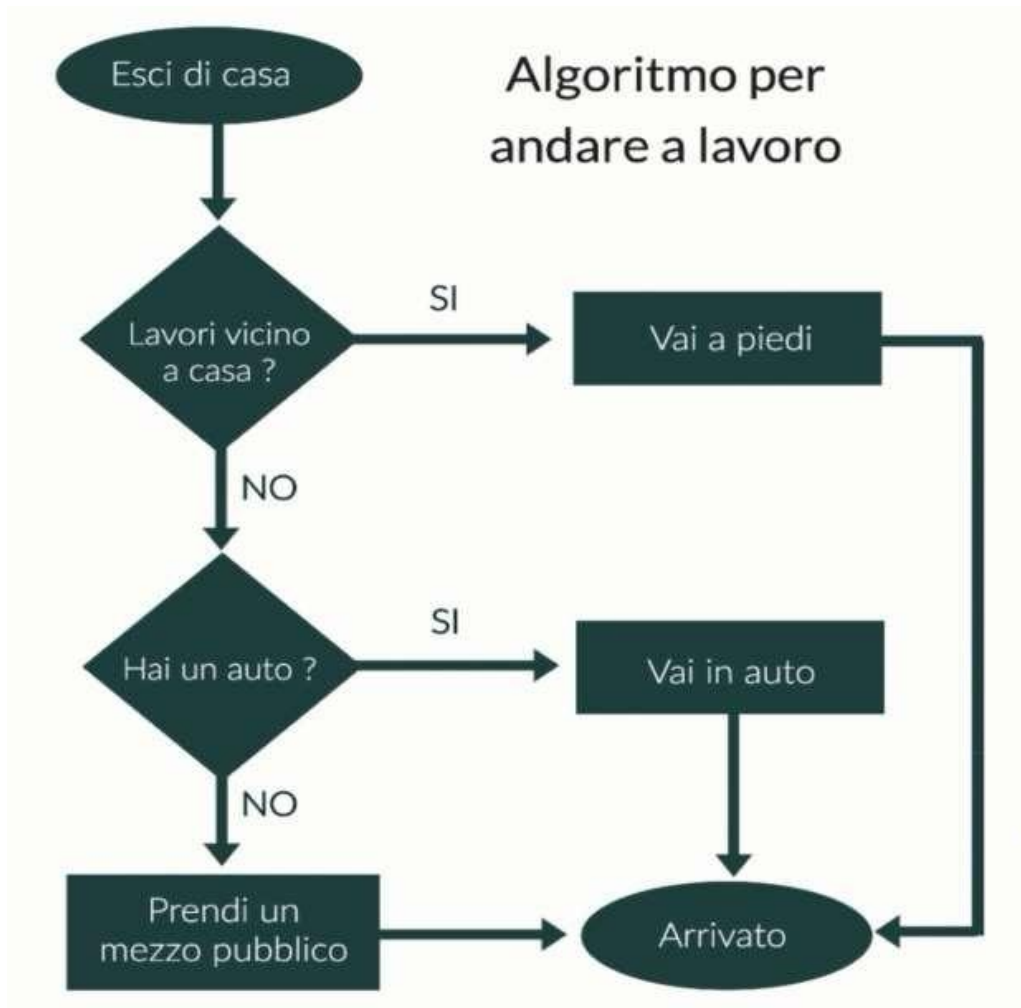 Esci di casa
Algoritmo per
andare a lavoro
Lavori vicino
a casa ?
SI
Vai a piedi
NO
Hai un auto ?
SI
Vai in auto
NO
Prendi un
mezzo pubblico
Arrivato